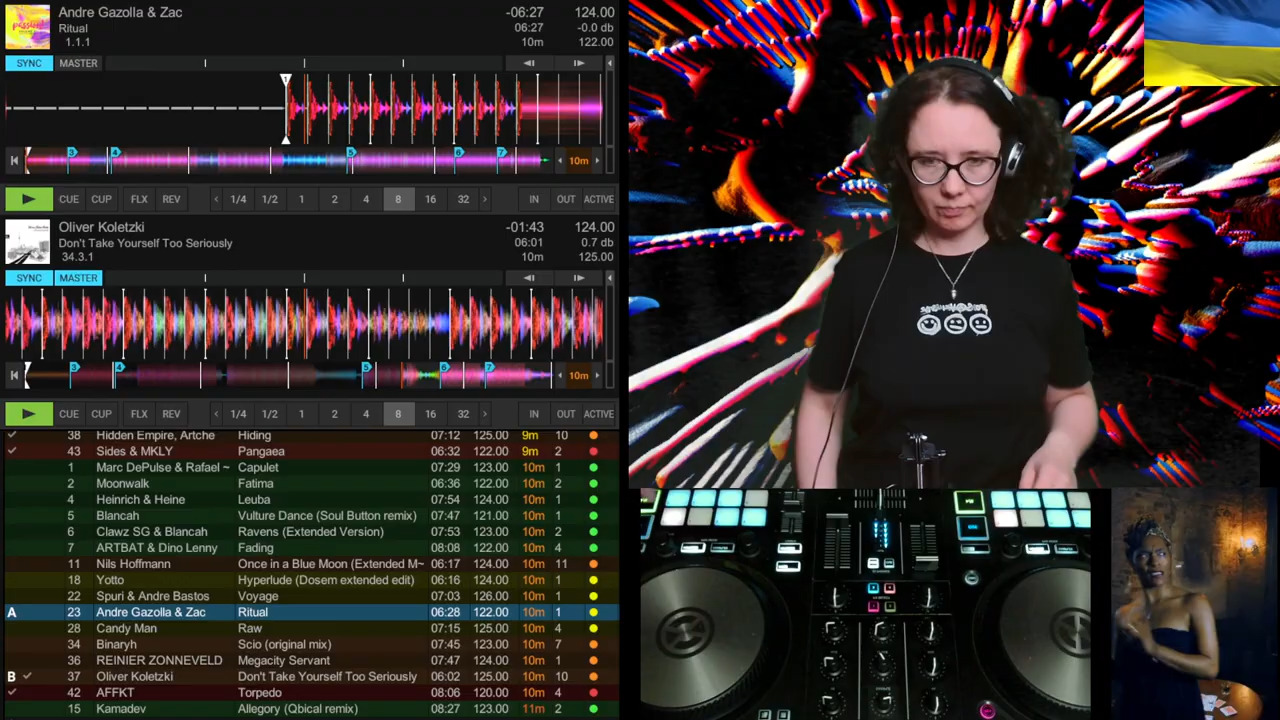 Andre Gazolla & Zac -06:27 124.00
Ritual 06:27 -0.0 db
1.1.1 10m 122.00
SYNC MASTER
1
3 4 5 6 7 10m
CUE CUP FLX REV 1/4 1/2 1 2 4 8 16 32 IN OUT ACTIVE
Oliver Koletzki -01:43 124.00
Don't Take Yourself Too Seriously 06:01 0.7 db
34.3.1 10m 125.00
SYNC MASTER
3 4 5 6 7 10m
CUE CUP FLX REV 1/4 1/2 1 2 4 8 16 32 IN OUT ACTIVE
38 Hidden Empire, Artche Hiding 07:12 125.00 9m 10
43 Sides & MKLY Pangaea 06:32 122.00 9m 2
1 Marc DePulse & Rafael ~ Capulet 07:29 123.00 10m 1
2 Moonwalk Fatima 06:36 122.00 10m 2
4 Heinrich & Heine Leuba 07:54 124.00 10m 1
5 Blancah Vulture Dance (Soul Button remix) 07:47 121.00 10m 1
6 Clawz SG & Blancah Ravens (Extended Version) 07:53 123.00 10m 2
7 ARTBAT & Dino Lenny Fading 08:08 122.00 10m 4
11 Nils Hoffmann Once in a Blue Moon (Extended M~ 06:17 124.00 10m 11
18 Yotto Hyperlude (Dosem extended edit) 06:16 124.00 10m 1
22 Spuri & Andre Bastos Voyage 07:03 126.00 10m 1
A 23 Andre Gazolla & Zac Ritual 06:28 122.00 10m 1
28 Candy Man Raw 07:15 125.00 10m 4
34 Binaryh Scio (original mix) 07:45 123.00 10m 7
36 REINIER ZONNEVELD Megacity Servant 07:47 124.00 10m 1
B 37 Oliver Koletzki Don't Take Yourself Too Seriously 06:02 125.00 10m 10
42 AFFKT Torpedo 08:06 120.00 10m 4
15 Kamadev Allegory (Qbical remix) 08:27 123.00 11m 2